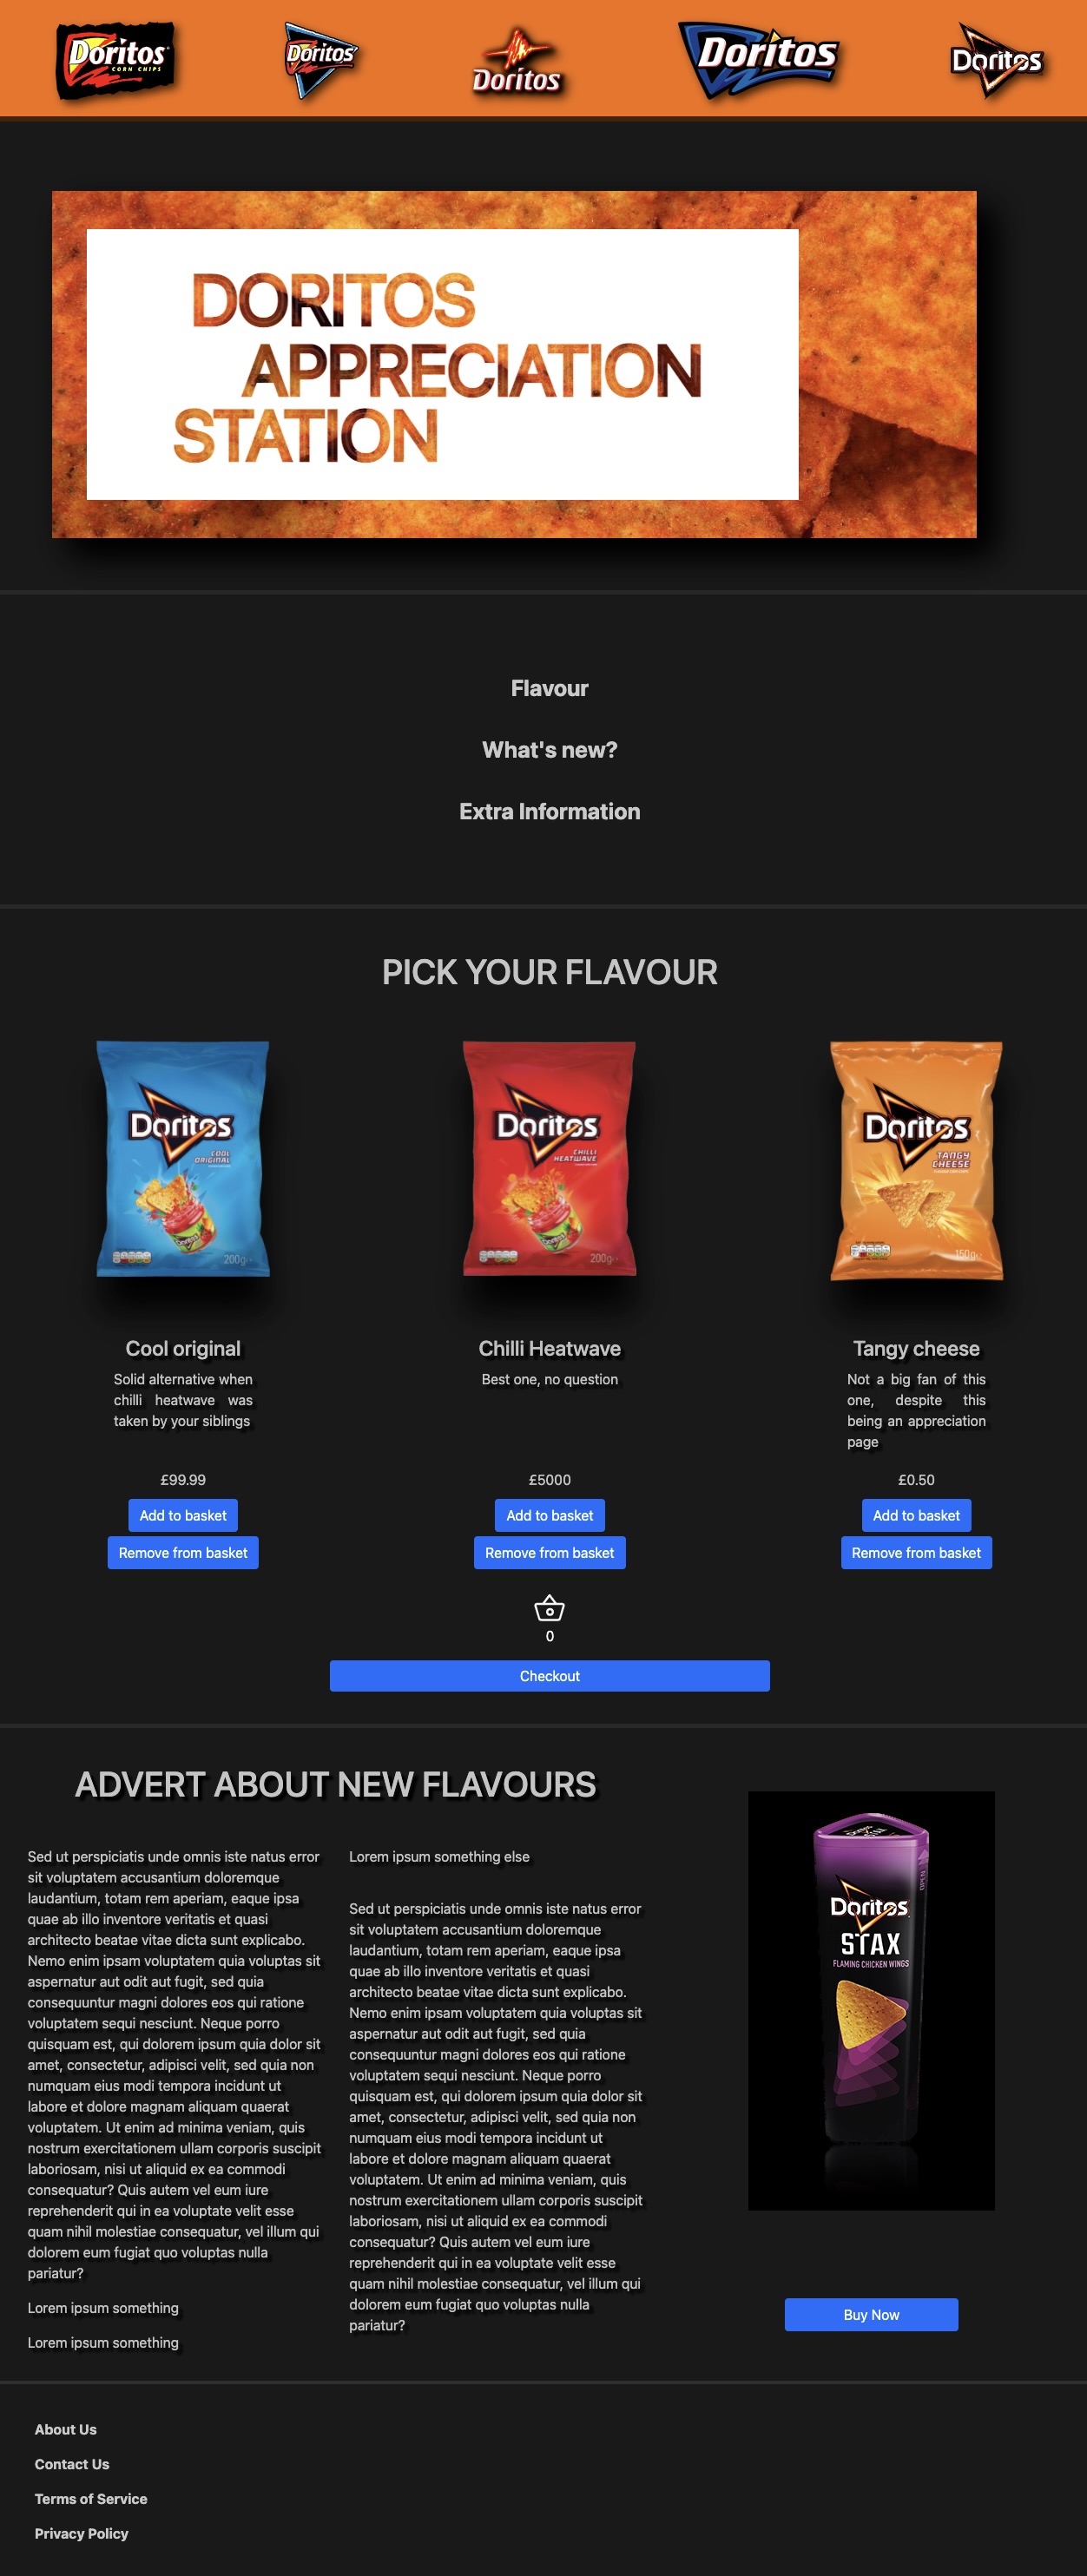 Doritos
CORN CHIPS
Doritos
Doritos
Doritos
Doritos
DORITOS
APPRECIATION
STATION
Flavour
What's new?
Extra Information
PICK YOUR FLAVOUR
Doritos
COOL
ORIGINAL
200g
Doritos
CHILLI
HEATWAVE
200g
Doritos
TANGY
CHEESE
150g
Cool original
Solid alternative when
chilli heatwave was
taken by your siblings
£99.99
Add to basket
Remove from basket
Chilli Heatwave
Best one, no question
£5000
Add to basket
Remove from basket
Tangy cheese
Not a big fan of this
one, despite this
being an appreciation
page
£0.50
Add to basket
Remove from basket
0
Checkout
ADVERT ABOUT NEW FLAVOURS
Sed ut perspiciatis unde omnis iste natus error
sit voluptatem accusantium doloremque
laudantium, totam rem aperiam, eaque ipsa
quae ab illo inventore veritatis et quasi
architecto beatae vitae dicta sunt explicabo.
Nemo enim ipsam voluptatem quia voluptas sit
aspernatur aut odit aut fugit, sed quia
consequuntur magni dolores eos qui ratione
voluptatem sequi nesciunt. Neque porro
quisquam est, qui dolorem ipsum quia dolor sit
amet, consectetur, adipisci velit, sed quia non
numquam eius modi tempora incidunt ut
labore et dolore magnam aliquam quaerat
voluptatem. Ut enim ad minima veniam, quis
nostrum exercitationem ullam corporis suscipit
laboriosam, nisi ut aliquid ex ea commodi
consequatur? Quis autem vel eum iure
reprehenderit qui in ea voluptate velit esse
quam nihil molestiae consequatur, vel illum qui
dolorem eum fugiat quo voluptas nulla
pariatur?
Lorem ipsum something
Lorem ipsum something
Lorem ipsum something else
Sed ut perspiciatis unde omnis iste natus error
sit voluptatem accusantium doloremque
laudantium, totam rem aperiam, eaque ipsa
quae ab illo inventore veritatis et quasi
architecto beatae vitae dicta sunt explicabo.
Nemo enim ipsam voluptatem quia voluptas sit
aspernatur aut odit aut fugit, sed quia
consequuntur magni dolores eos qui ratione
voluptatem sequi nesciunt. Neque porro
quisquam est, qui dolorem ipsum quia dolor sit
amet, consectetur, adipisci velit, sed quia non
numquam eius modi tempora incidunt ut
labore et dolore magnam aliquam quaerat
voluptatem. Ut enim ad minima veniam, quis
nostrum exercitationem ullam corporis suscipit
laboriosam, nisi ut aliquid ex ea commodi
consequatur? Quis autem vel eum iure
reprehenderit qui in ea voluptate velit esse
quam nihil molestiae consequatur, vel illum qui
dolorem eum fugiat quo voluptas nulla
pariatur?
OPEN
Doritos
STAX
FLAMING CHICKEN WINGS
Buy Now
About Us
Contact Us
Terms of Service
Privacy Policy